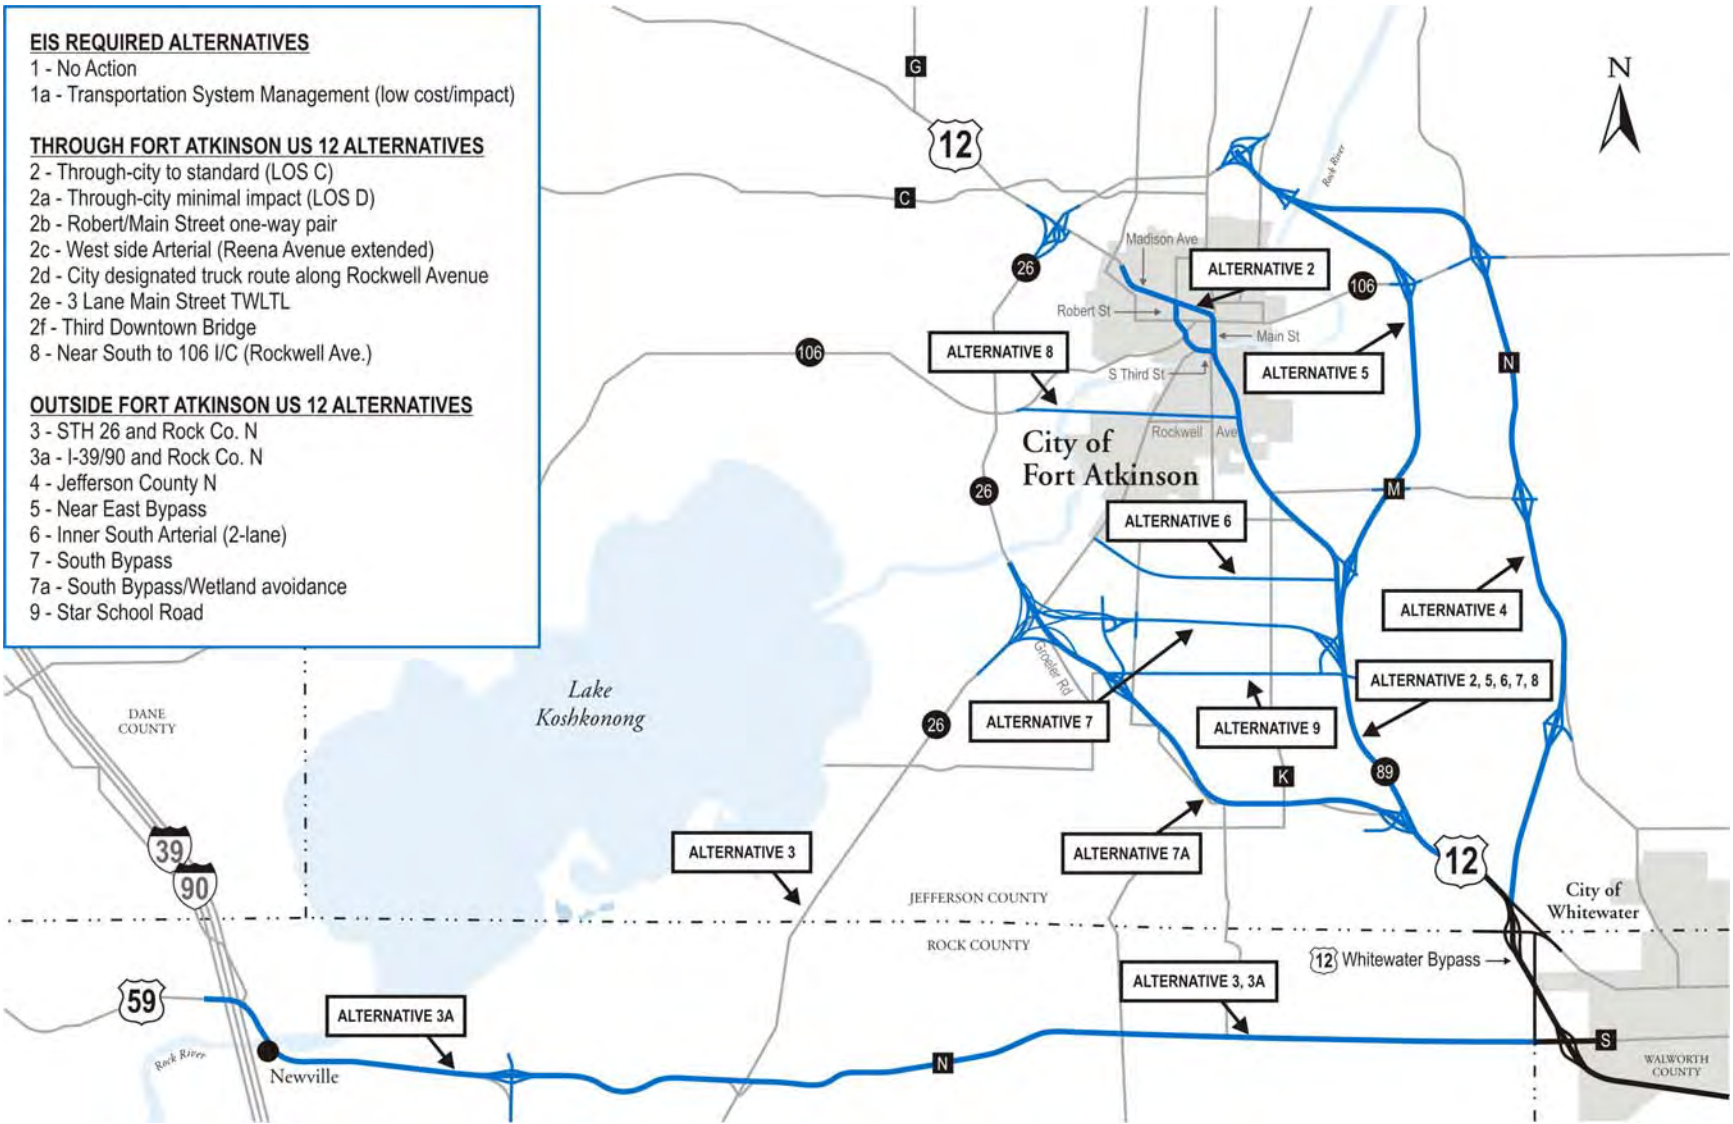 EIS REQUIRED ALTERNATIVES
1 - No Action
1a - Transportation System Management (low cost/impact)
THROUGH FORT ATKINSON US 12 ALTERNATIVES
2 - Through-city to standard (LOS C)
2a - Through-city minimal impact (LOS D)
2b - Robert/Main Street one-way pair
2c - West side Arterial (Reena Avenue extended)
2d - City designated truck route along Rockwell Avenue
2e - 3 Lane Main Street TWLTL
2f - Third Downtown Bridge
8 - Near South to 106 I/C (Rockwell Ave.)
OUTSIDE FORT ATKINSON US 12 ALTERNATIVES
3 - STH 26 and Rock Co. N
3a - I-39/90 and Rock Co. N
4 - Jefferson County N
5 - Near East Bypass
6 - Inner South Arterial (2-lane)
7 - South Bypass
7a - South Bypass/Wetland avoidance
9 - Star School Road
G
N
12
Rock River
C
Madison Ave
26
ALTERNATIVE 2
106
Robert St
Main St
106
ALTERNATIVE 8
N
S Third St
ALTERNATIVE 5
Rockwell Ave
City of
Fort Atkinson
26
M
ALTERNATIVE 6
ALTERNATIVE 4
Groeler Rd
ALTERNATIVE 2, 5, 6, 7, 8
Lake
Koshkonong
DANE
COUNTY
26
ALTERNATIVE 7
ALTERNATIVE 9
K
89
39
90
ALTERNATIVE 3
ALTERNATIVE 7A
12
City of
Whitewater
JEFFERSON COUNTY
ROCK COUNTY
12 Whitewater Bypass
ALTERNATIVE 3, 3A
59
ALTERNATIVE 3A
S
Rock River
Newville
N
WALWORTH
COUNTY